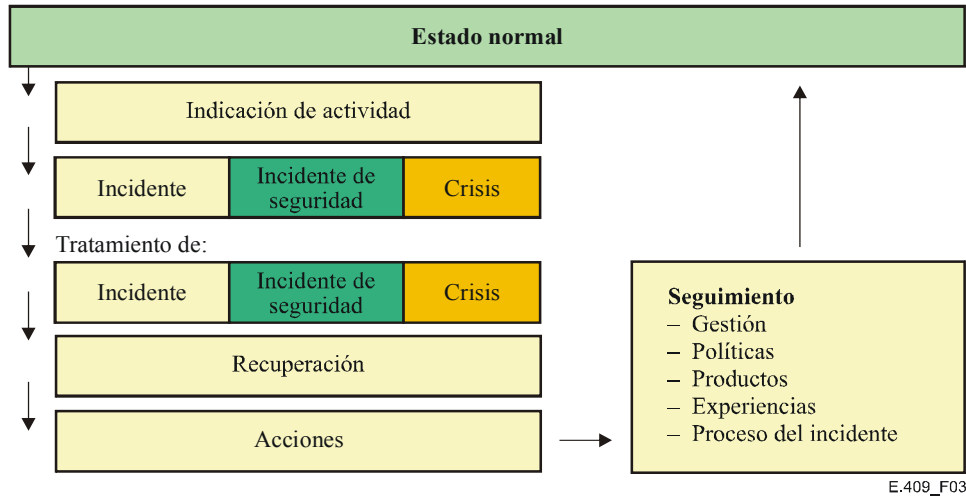 Estado normal
Indicación de actividad
Incidente
Incidente de
seguridad
Crisis
Tratamiento de:
Incidente
Incidente de
seguridad
Crisis
Recuperación
Acciones
Seguimiento
– Gestión
– Políticas
– Productos
– Experiencias
– Proceso del incidente
E.409_F03